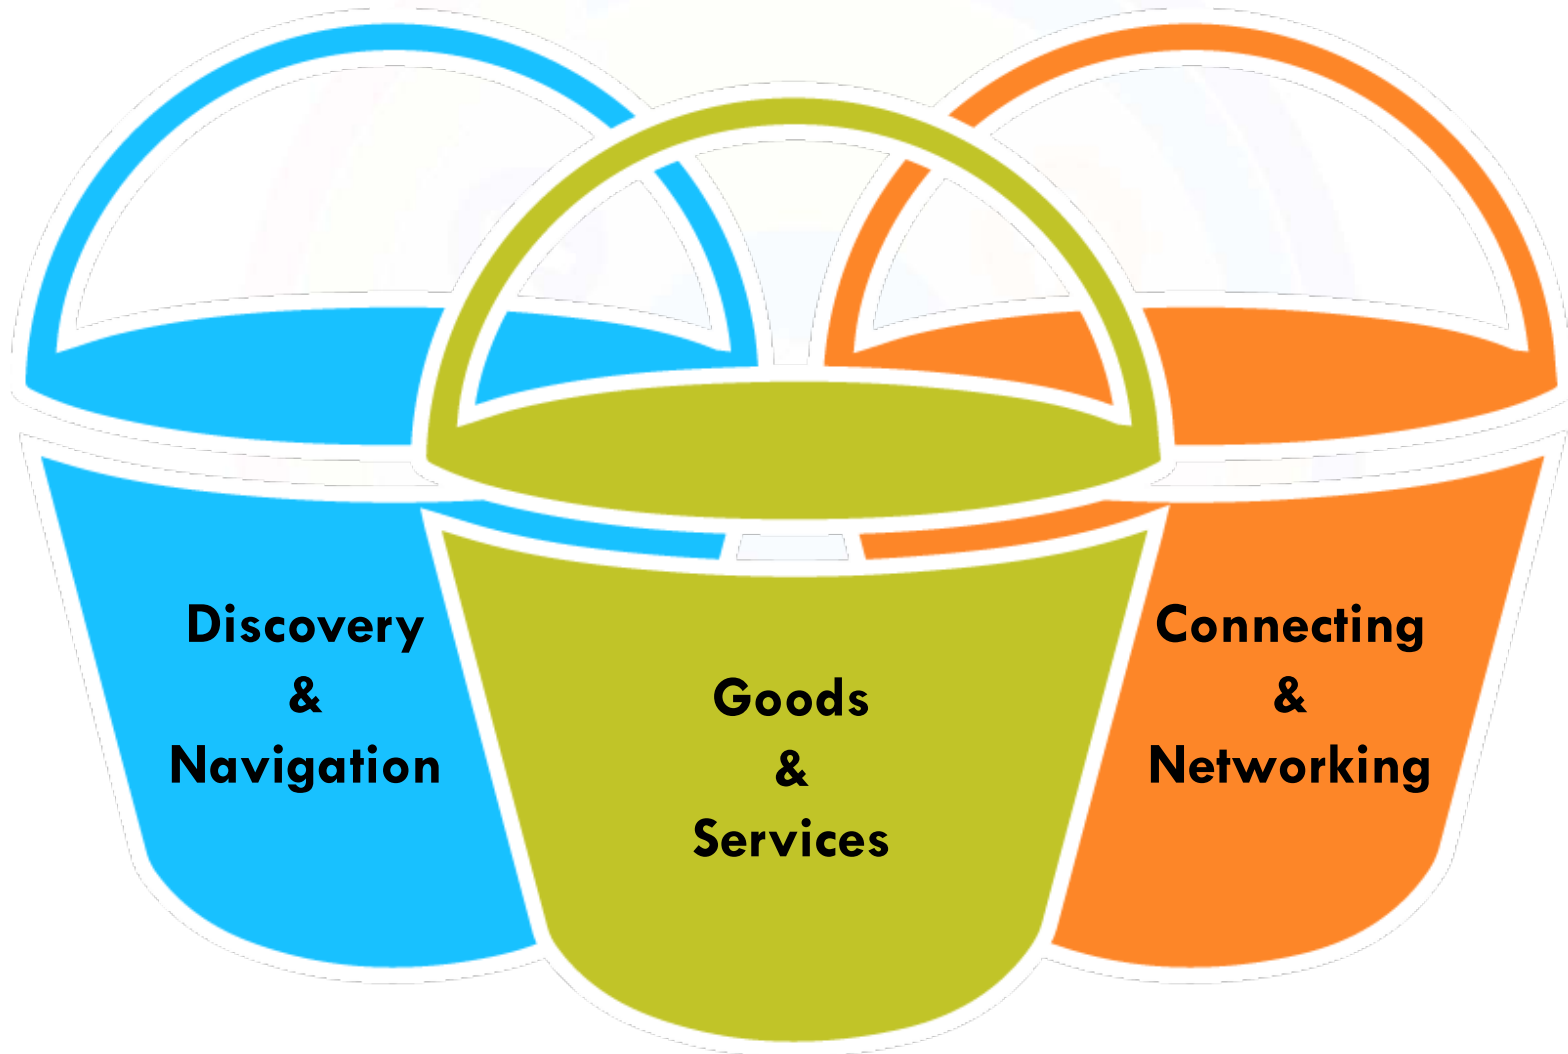 Discovery
&
Navigation
Goods
&
Services
Connecting
&
Networking